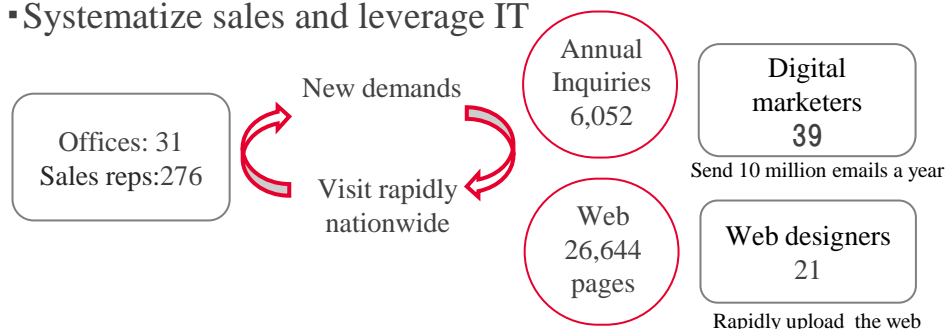 ▪Systematize sales and leverage IT
Offices: 31
Sales reps:276
New demands
Visit rapidly
nationwide
Annual
Inquiries
6,052
Digital
marketers
39
Send 10 million emails a year
Web
26,644
pages
Web designers
21
Rapidly upload the web